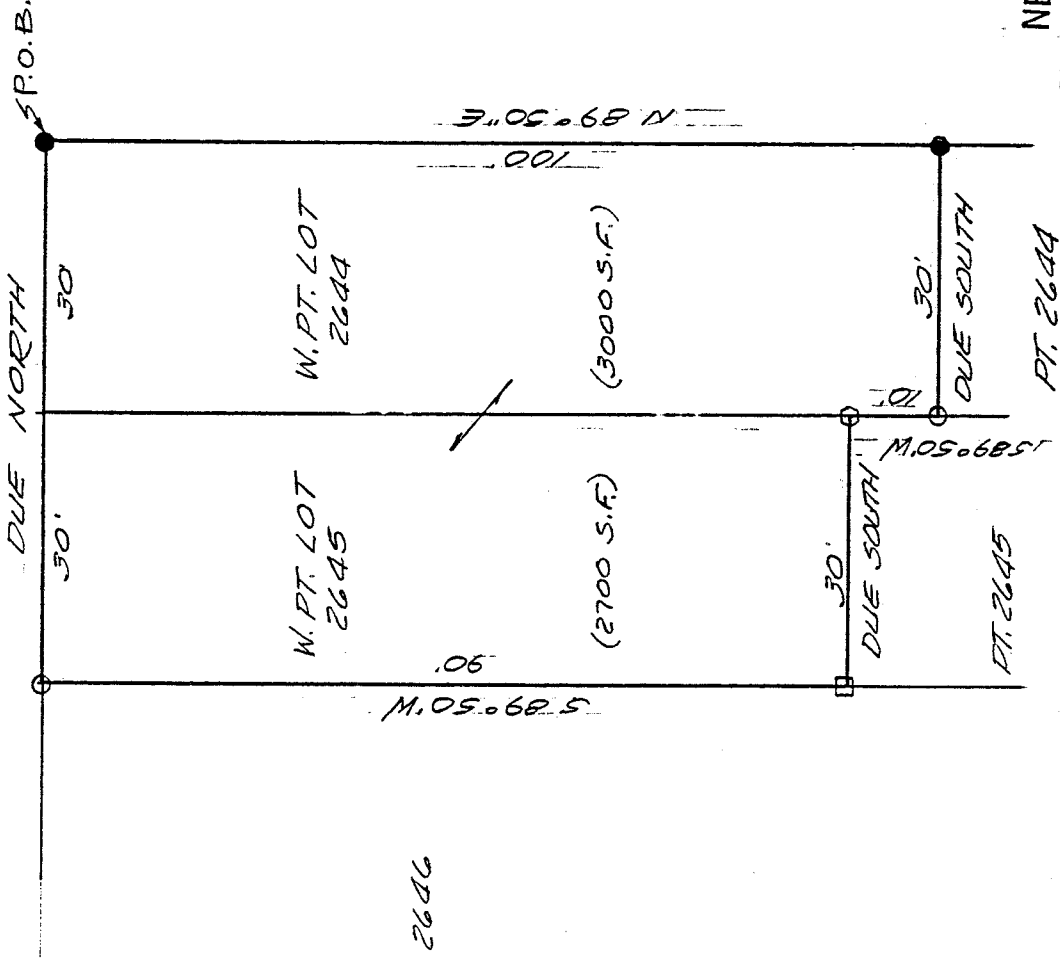 S P.O.B.
NE
DUE NORTH
30'
30'
N 89° 50" E
100'
W. PT. LOT
2645
W. PT. LOT
2644
(2700 S.F.)
(3000 S.F.)
90'
S 89° 50' W
2646
30'
DUE SOUTH
10'
S 89° 50' W
30'
DUE SOUTH
PT. 2645
PT. 2644